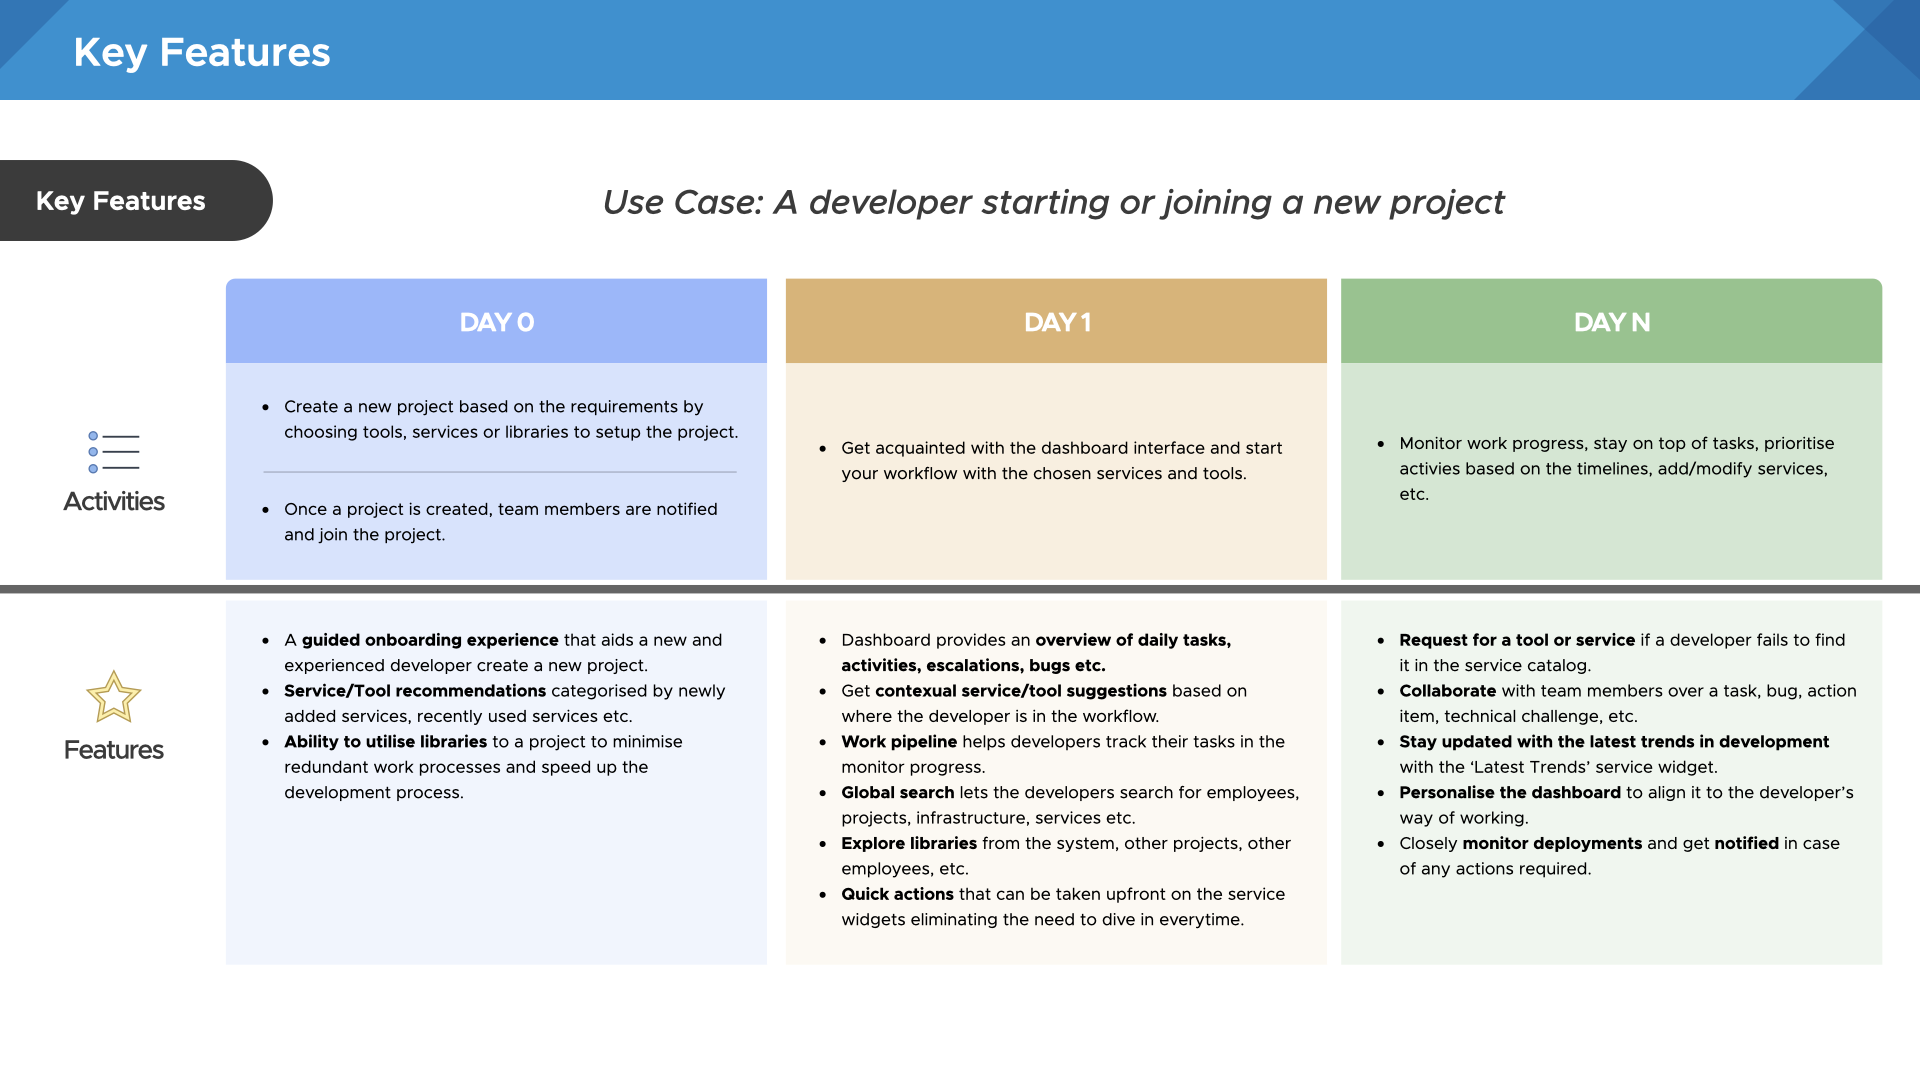 Key Features
Key Features
Use Case: A developer starting or joining a new project
DAY 0
DAY 1
DAY N
Activities
• Create a new project based on the requirements by
choosing tools, services or libraries to setup the project.
• Once a project is created, team members are notified
and join the project.
• Get acquainted with the dashboard interface and start
your workflow with the chosen services and tools.
• Monitor work progress, stay on top of tasks, prioritise
activies based on the timelines, add/modify services,
etc.
Features
• A guided onboarding experience that aids a new and
experienced developer create a new project.
• Service/Tool recommendations categorised by newly
added services, recently used services etc.
• Ability to utilise libraries to a project to minimise
redundant work processes and speed up the
development process.
• Dashboard provides an overview of daily tasks,
activities, escalations, bugs etc.
• Get contexual service/tool suggestions based on
where the developer is in the workflow.
• Work pipeline helps developers track their tasks in the
monitor progress.
• Global search lets the developers search for employees,
projects, infrastructure, services etc.
• Explore libraries from the system, other projects, other
employees, etc.
• Quick actions that can be taken upfront on the service
widgets eliminating the need to dive in everytime.
• Request for a tool or service if a developer fails to find
it in the service catalog.
• Collaborate with team members over a task, bug, action
item, technical challenge, etc.
• Stay updated with the latest trends in development
with the ‘Latest Trends’ service widget.
• Personalise the dashboard to align it to the developer’s
way of working.
• Closely monitor deployments and get notified in case
of any actions required.